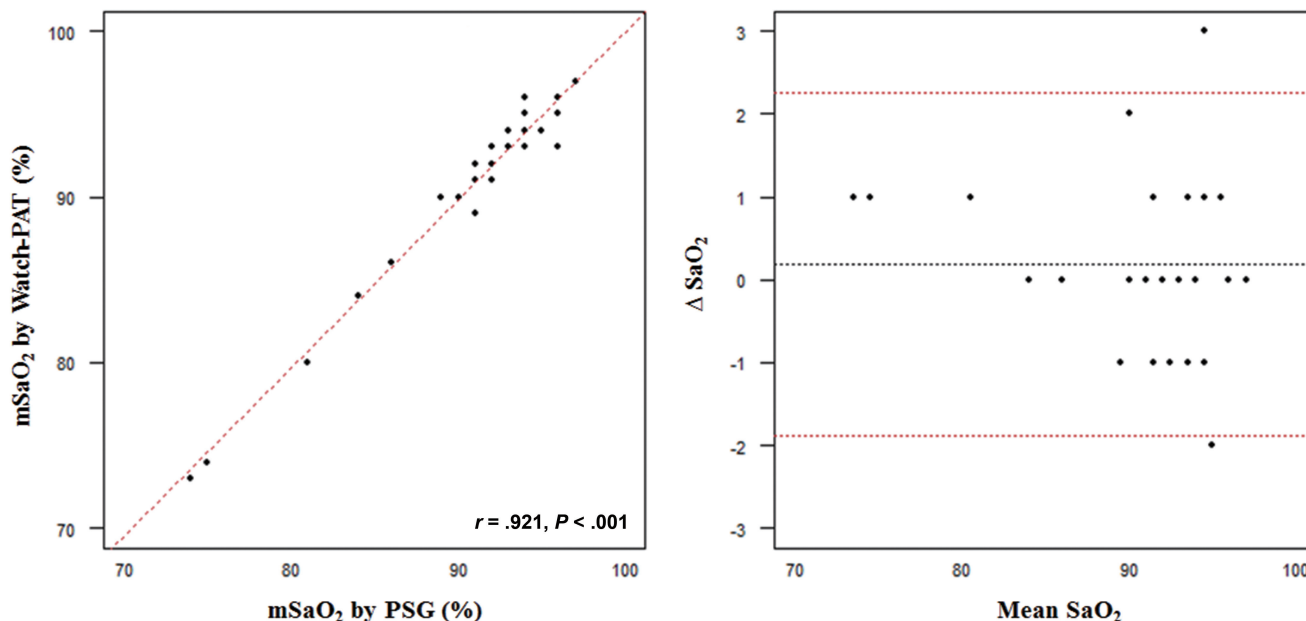 mSaO₂ by Watch-PAT (%)
100
90
80
70
r = .921, P < .001
70 80 90 100
mSaO₂ by PSG (%)
Δ SaO₂
3
2
1
0
-1
-2
-3
70 80 90 100
Mean SaO₂